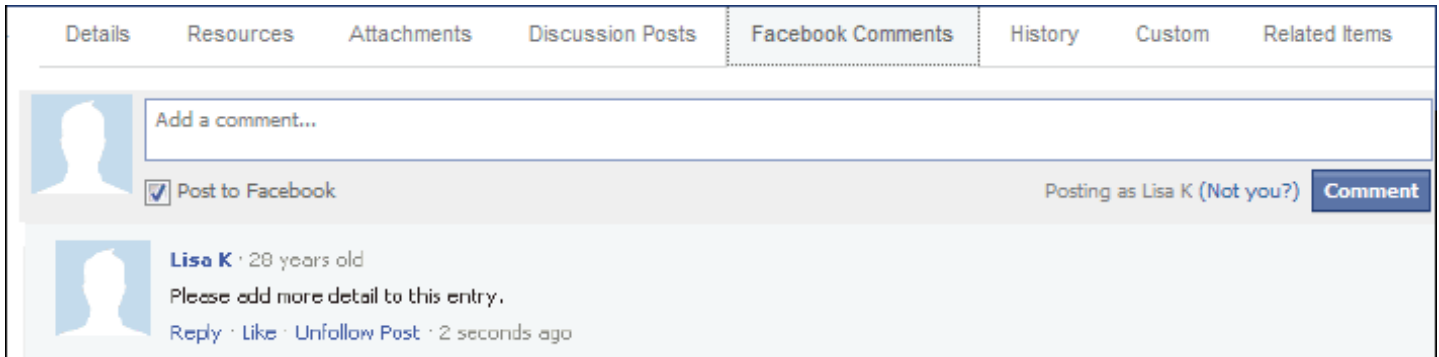 Details Resources Attachments Discussion Posts Facebook Comments History Custom Related Items
Add a comment...
Post to Facebook Posting as Lisa K (Not you?) Comment
Lisa K · 28 years old
Please add more detail to this entry.
Reply · Like · Unfollow Post · 2 seconds ago